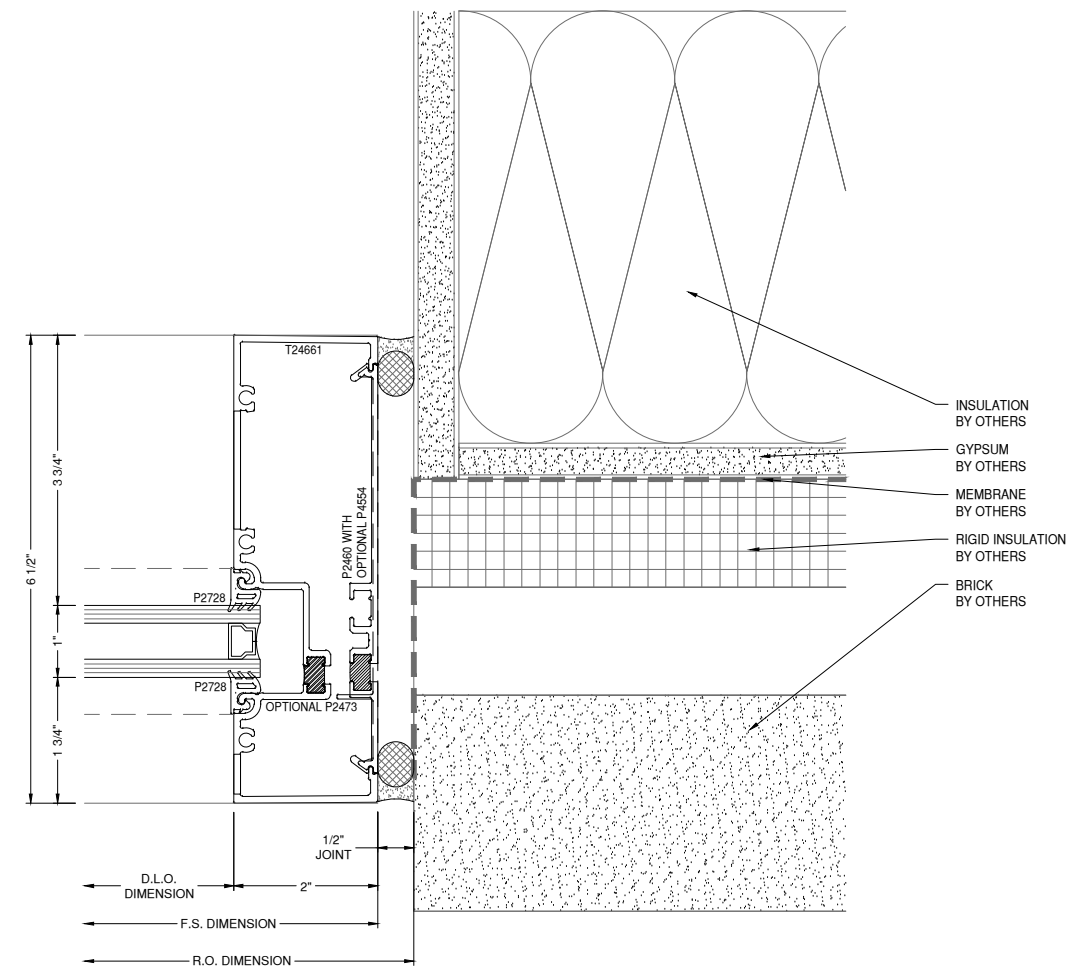 T24661
INSULATION
BY OTHERS
GYPSUM
BY OTHERS
MEMBRANE
BY OTHERS
RIGID INSULATION
BY OTHERS
BRICK
BY OTHERS
3 3/4"
6 1/2"
P2460 WITH
OPTIONAL P4554
P2728
1"
P2728
OPTIONAL P2473
1 3/4"
1/2"
JOINT
D.L.O.
DIMENSION
2"
F.S. DIMENSION
R.O. DIMENSION